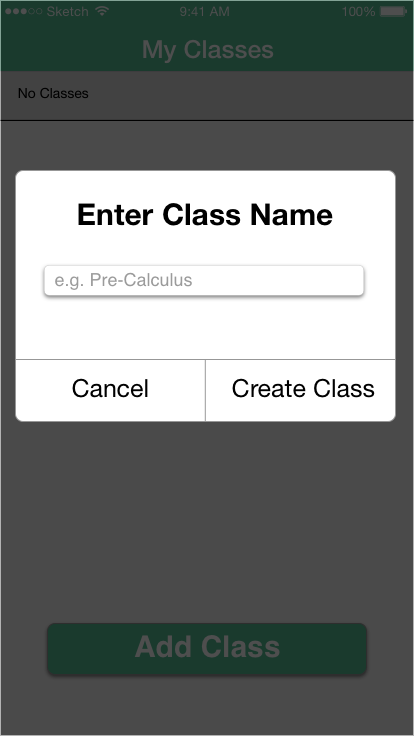 Sketch 9:41 AM 100%
My Classes
No Classes
Enter Class Name
e.g. Pre-Calculus
Cancel Create Class
Add Class